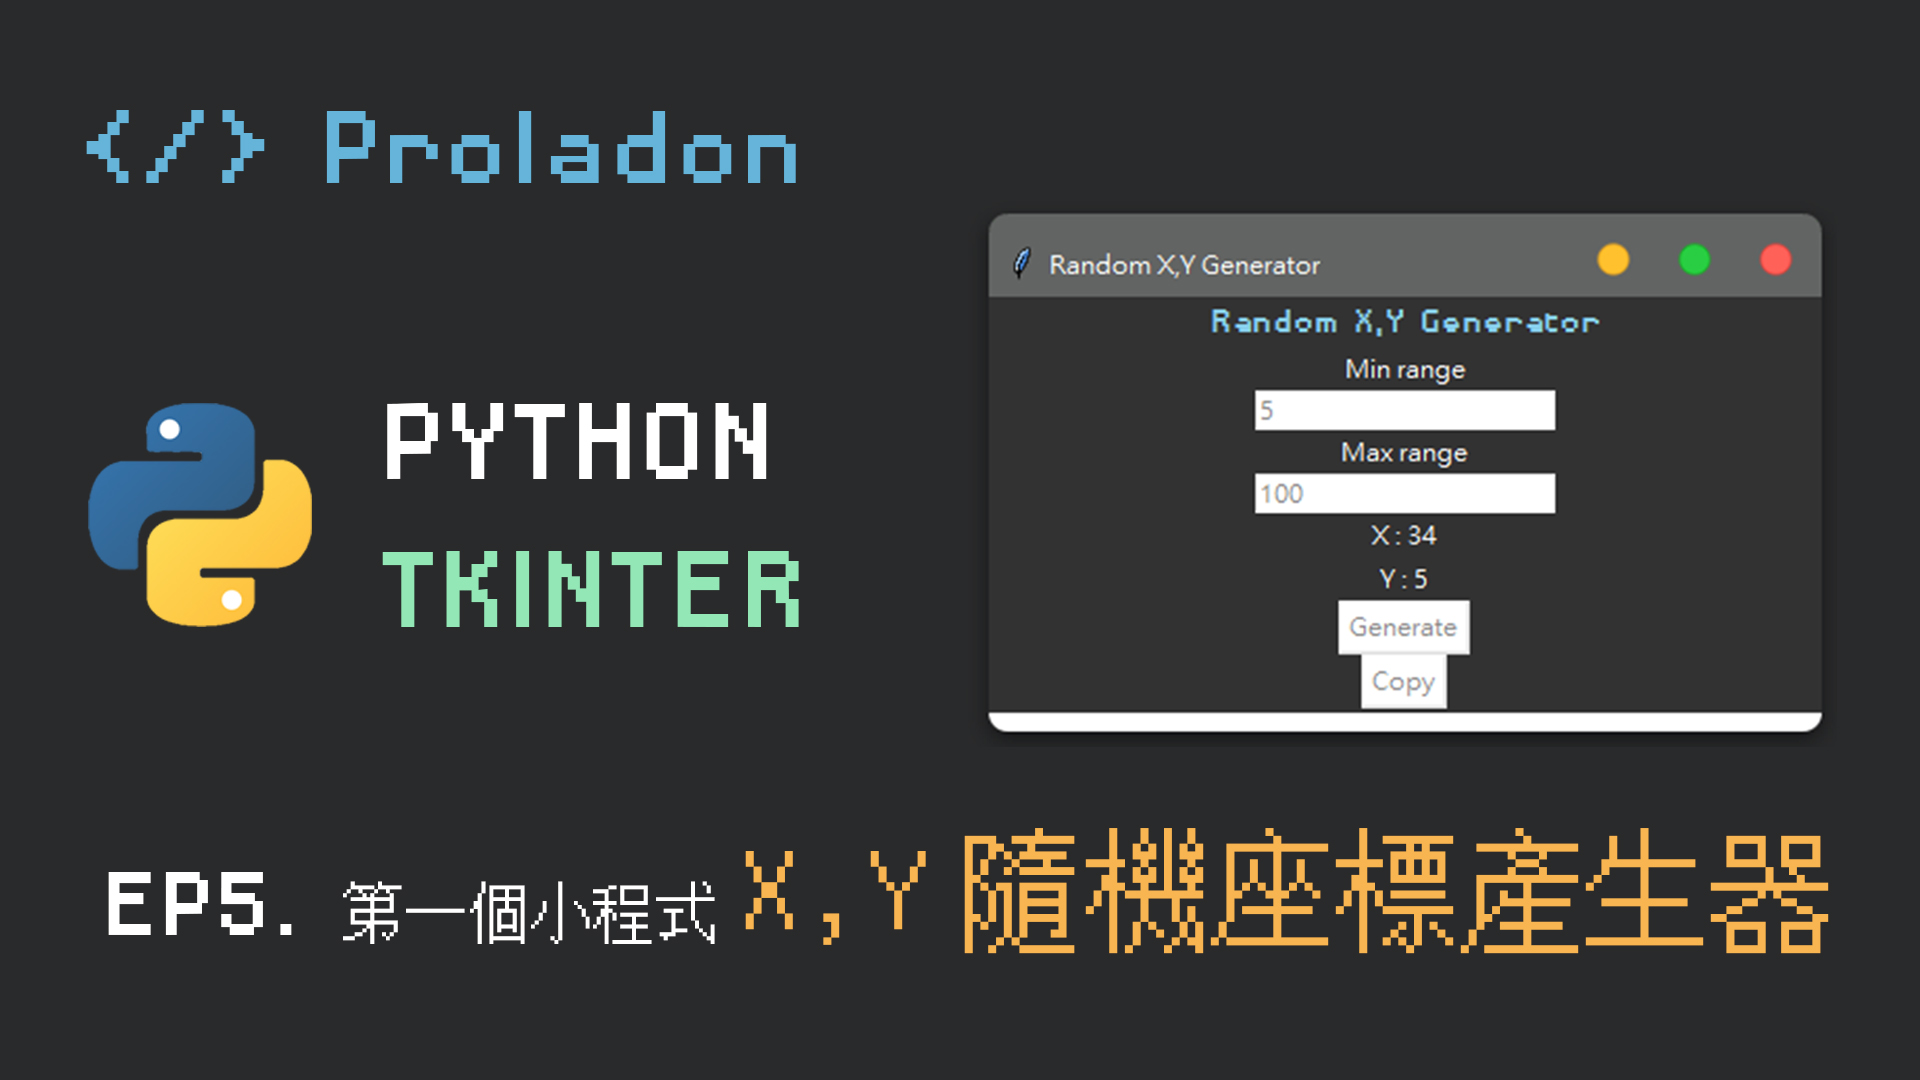 </> Proladon
PYTHON
TKINTER
Random X,Y Generator
Random X,Y Generator
Min range
5
Max range
100
X : 34
Y : 5
Generate
Copy
EP5. 第一個小程式 X,Y 隨機座標產生器